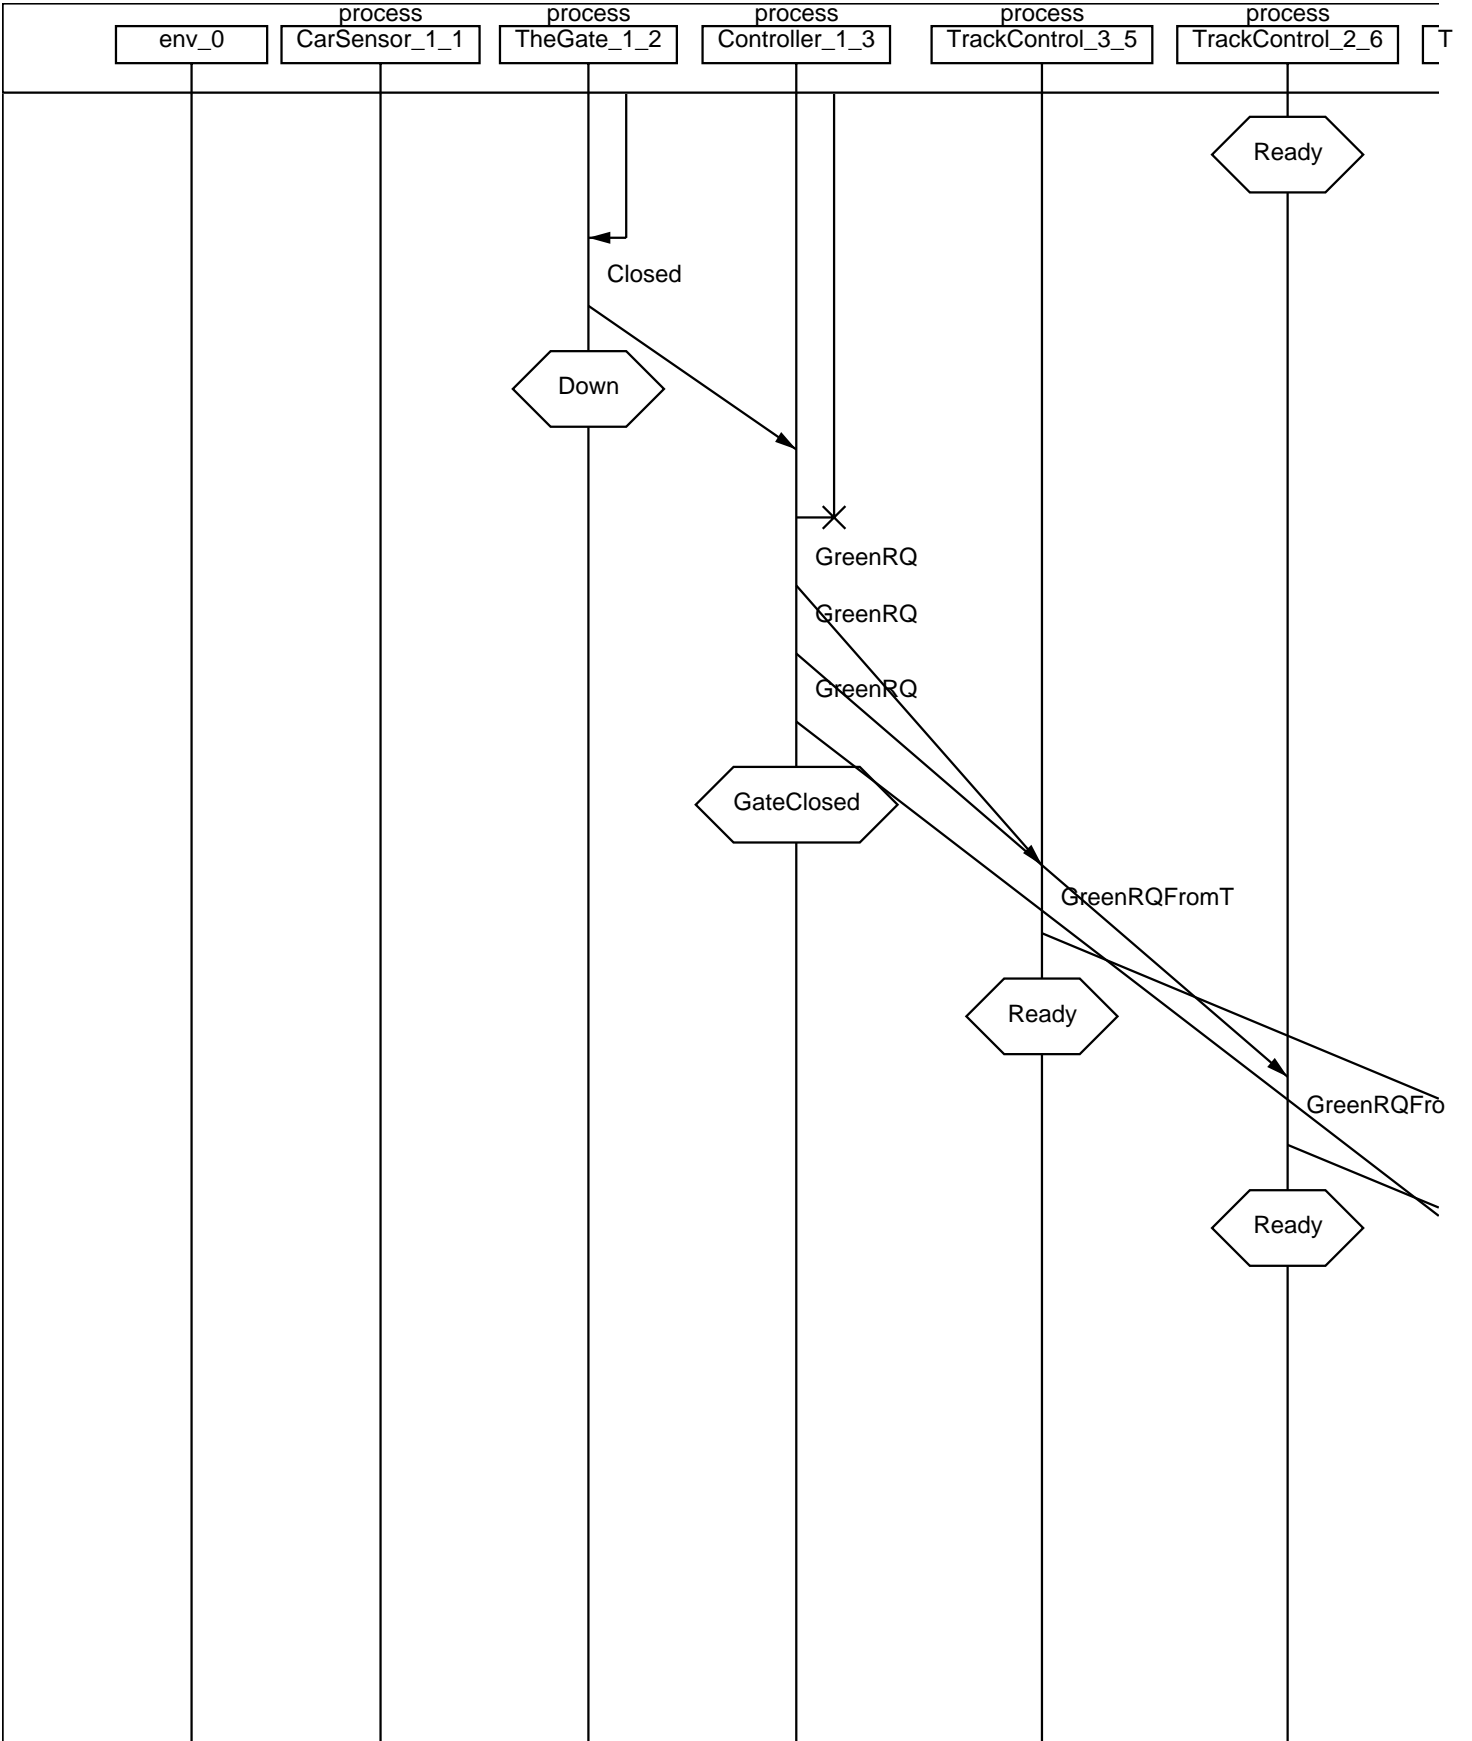 process process process process process
env_0 CarSensor_1_1 TheGate_1_2 Controller_1_3 TrackControl_3_5 TrackControl_2_6 T
Ready
Closed
Down
GreenRQ
GreenRQ
GreenRQ
GateClosed
GreenRQFromT
Ready
GreenRQFro
Ready